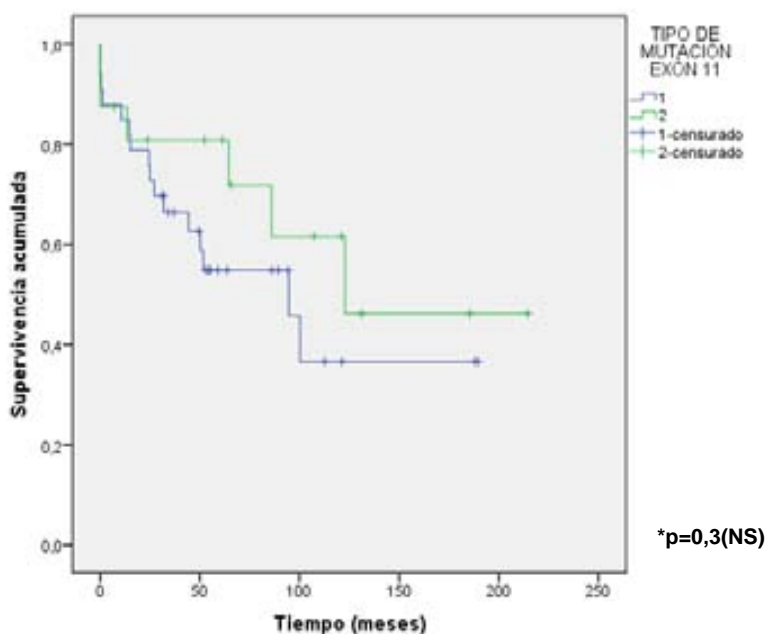 TIPO DE
MUTACIÓN
EXÓN 11
1
2
1-censurado
2-censurado
Supervivencia acumulada
1,0
0,8
0,6
0,4
0,2
0,0
0
50
100
150
200
250
Tiempo (meses)
*p=0,3(NS)